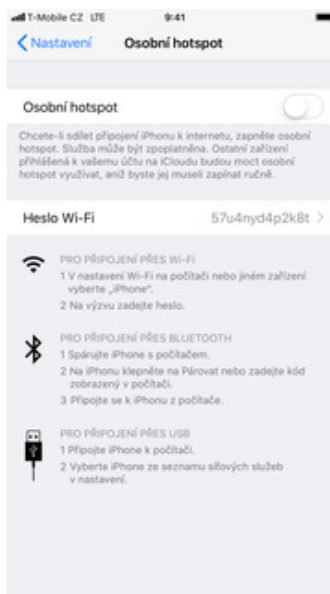 T-Mobile CZ LTE 9:41
Nastavení Osobní hotspot
Osobní hotspot
Chcete-li sdílet připojení iPhonu k internetu, zapněte osobní
hotspot. Služba může být zpoplatněna. Ostatní zařízení
přihlášená k vašemu účtu na iCloudu budou moct osobní
hotspot využívat, aniž byste jej museli zapínat ručně.
Heslo Wi-Fi 57u4nyd4p2k8t
PRO PŘIPOJENÍ PŘES WI-FI
1 V nastavení Wi-Fi na počítači nebo jiném zařízení
vyberte „iPhone“.
2 Na výzvu zadejte heslo.
PRO PŘIPOJENÍ PŘES BLUETOOTH
1 Spárujte iPhone s počítačem.
2 Na iPhonu klepněte na Párovat nebo zadejte kód
zobrazený v počítači.
3 Připojte se k iPhonu z počítače.
PRO PŘIPOJENÍ PŘES USB
1 Připojte iPhone k počítači.
2 Vyberte iPhone ze seznamu síťových služeb
v nastavení.